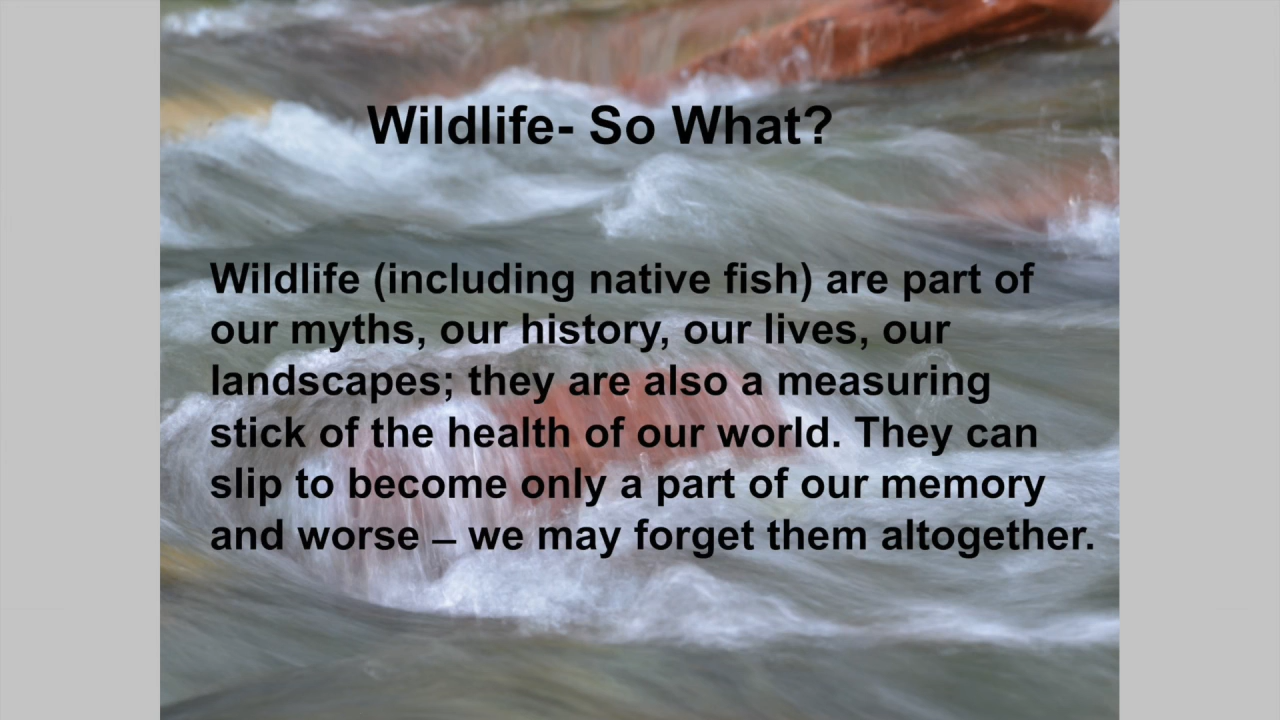 Wildlife- So What?
Wildlife (including native fish) are part of
our myths, our history, our lives, our
landscapes; they are also a measuring
stick of the health of our world. They can
slip to become only a part of our memory
and worse – we may forget them altogether.